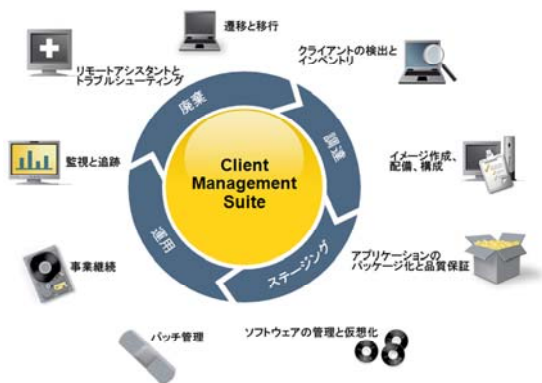 遷移と移行
クライアントの検出と
インベントリ
イメージ作成、
配備、構成
アプリケーションの
パッケージ化と品質保証
ソフトウェアの管理と仮想化
パッチ管理
事業継続
監視と追跡
リモートアシスタントと
トラブルシューティング
廃棄
調達
ステージング
運用
Client
Management
Suite